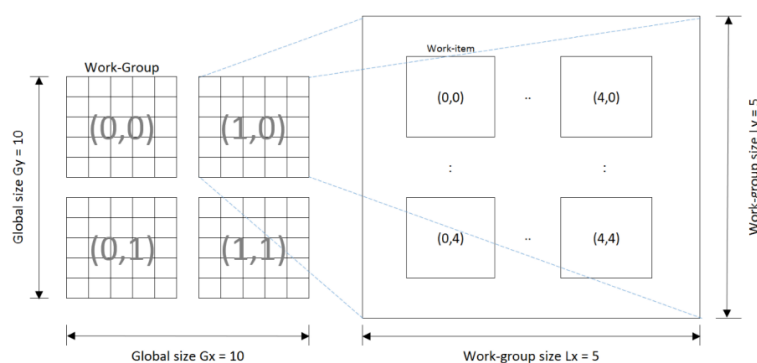 Work-Group
(0,0)
(1,0)
(0,1)
(1,1)
Global size Gy = 10
Global size Gx = 10
Work-item
(0,0)
..
(4,0)
:
:
(0,4)
..
(4,4)
Work-group size Lx = 5
Work-group size Ly = 5